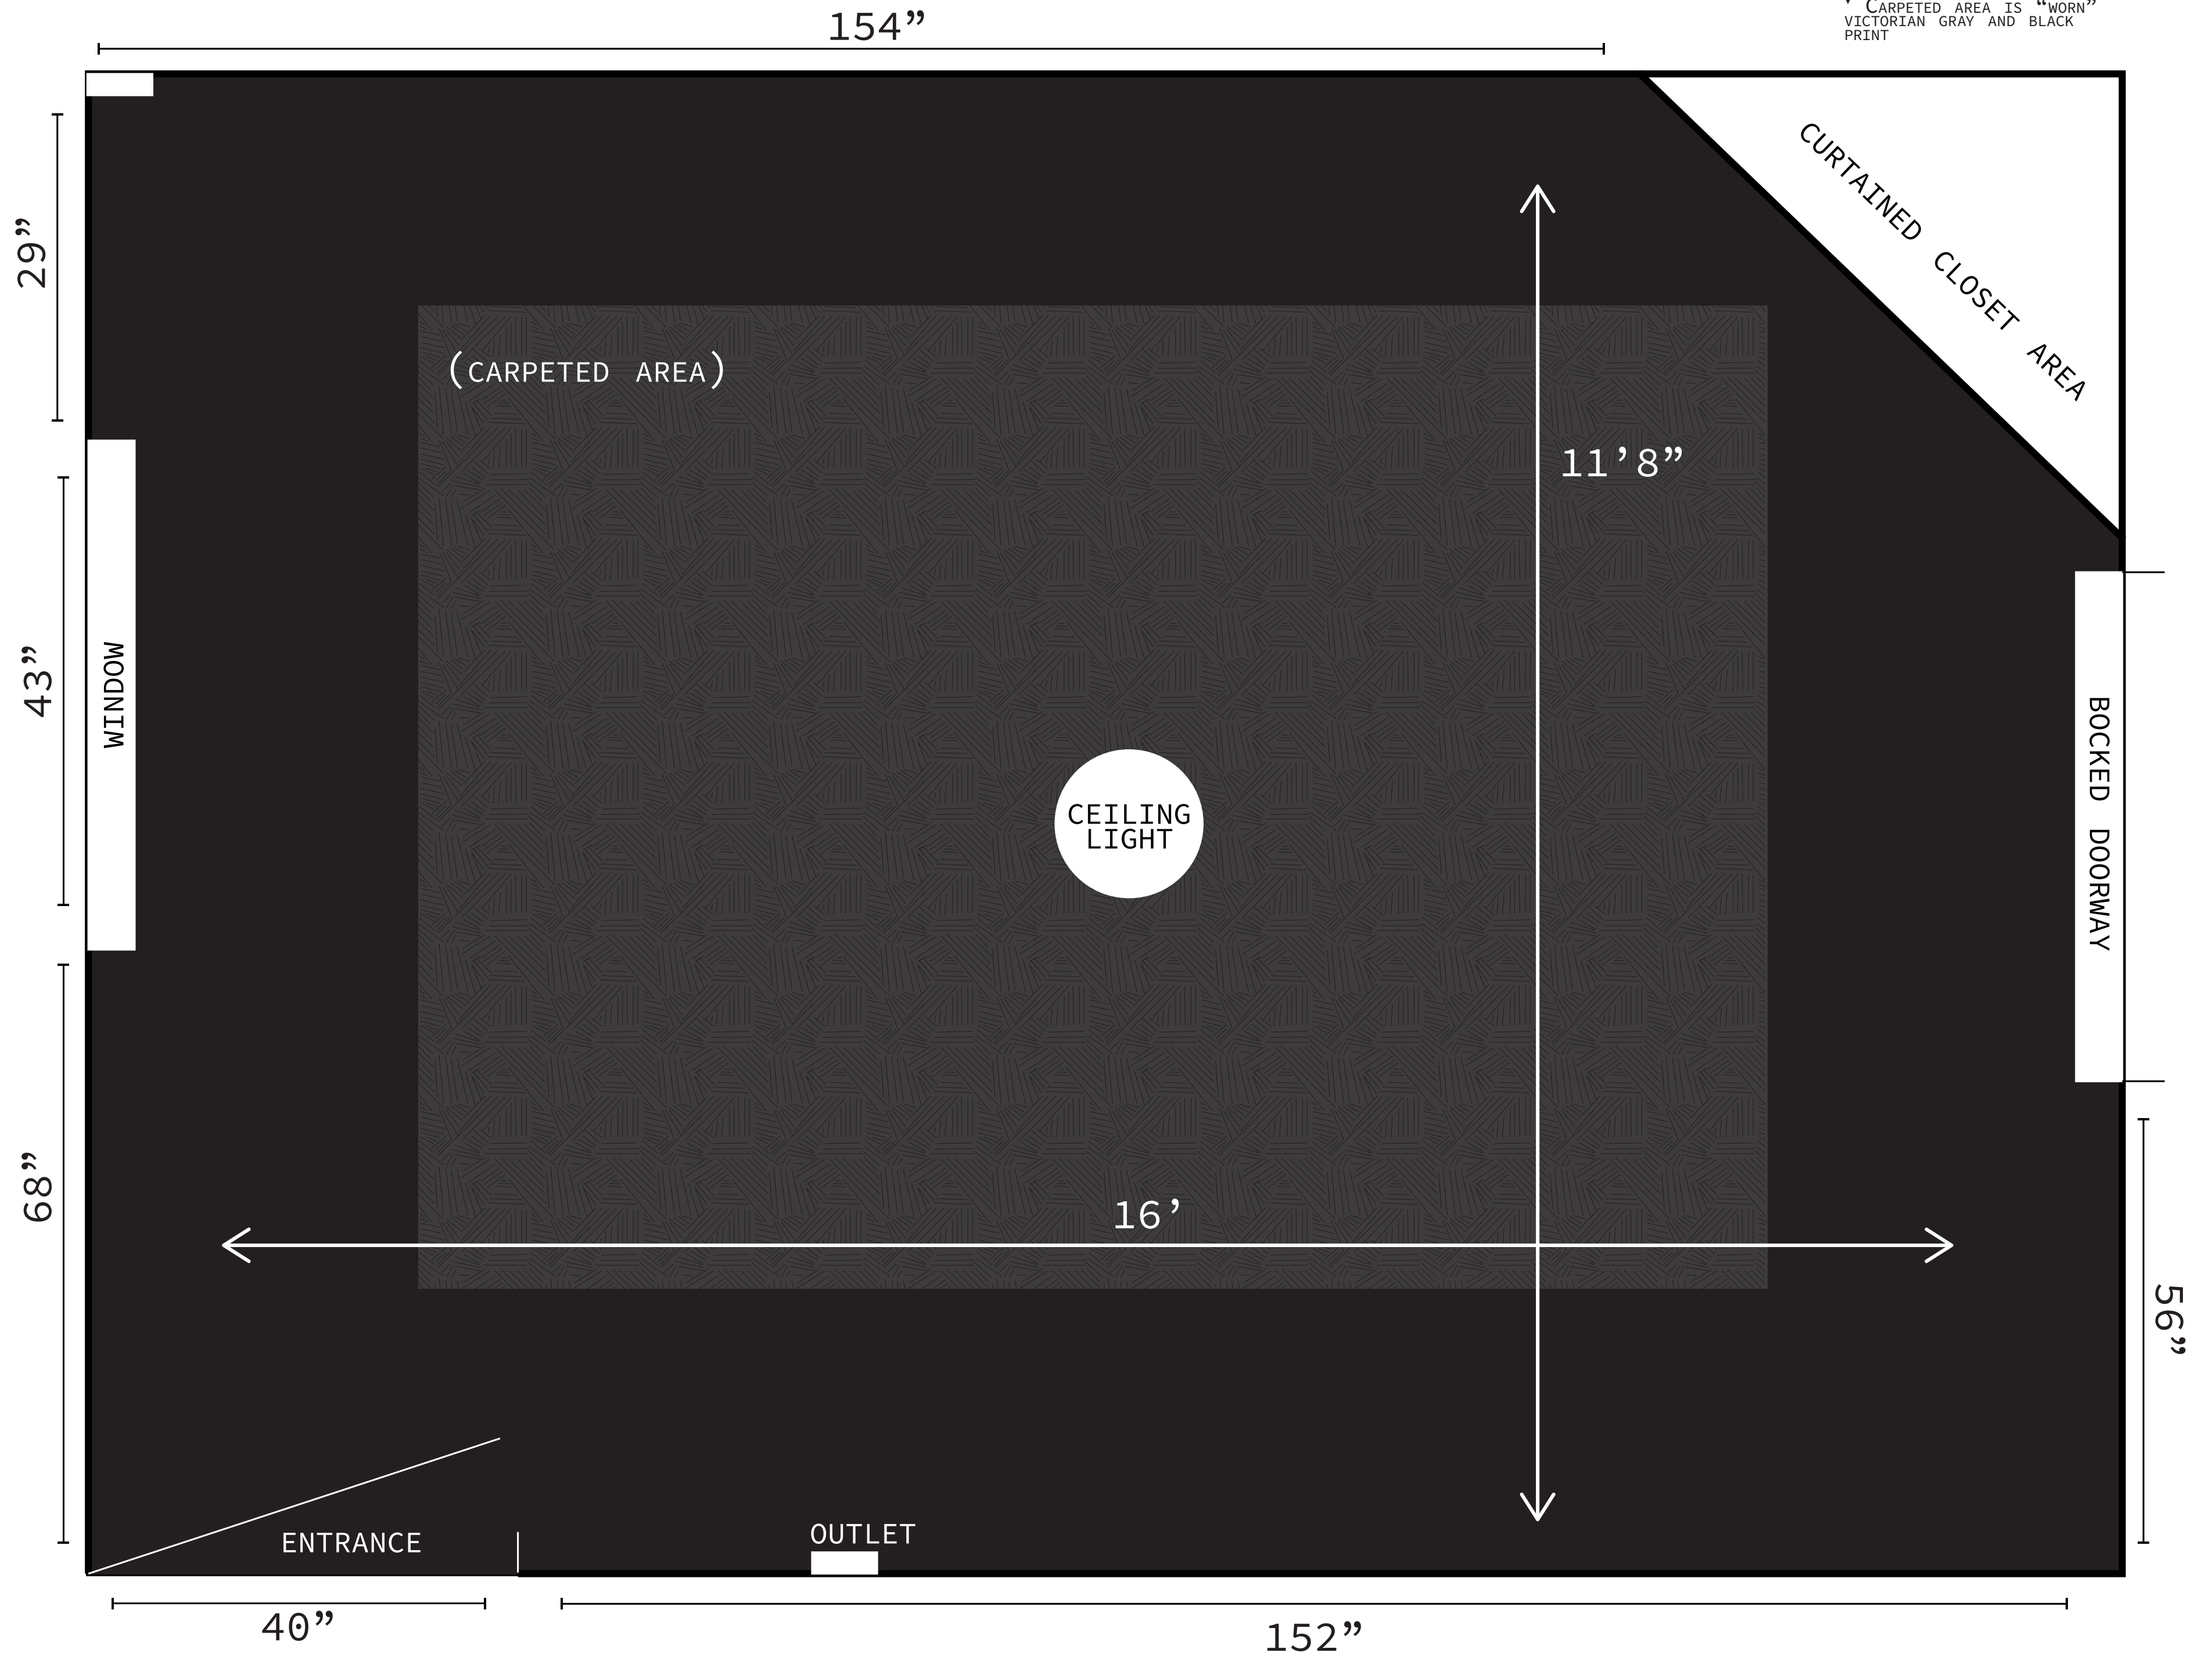 154”
* Carpeted area is “worn”
victorian gray and black
print
CURTAINED CLOSET AREA
29”
(CARPETED AREA)
11’8”
43”
WINDOW
BOCKED DOORWAY
CEILING
LIGHT
68”
16’
56”
ENTRANCE
OUTLET
40”
152”